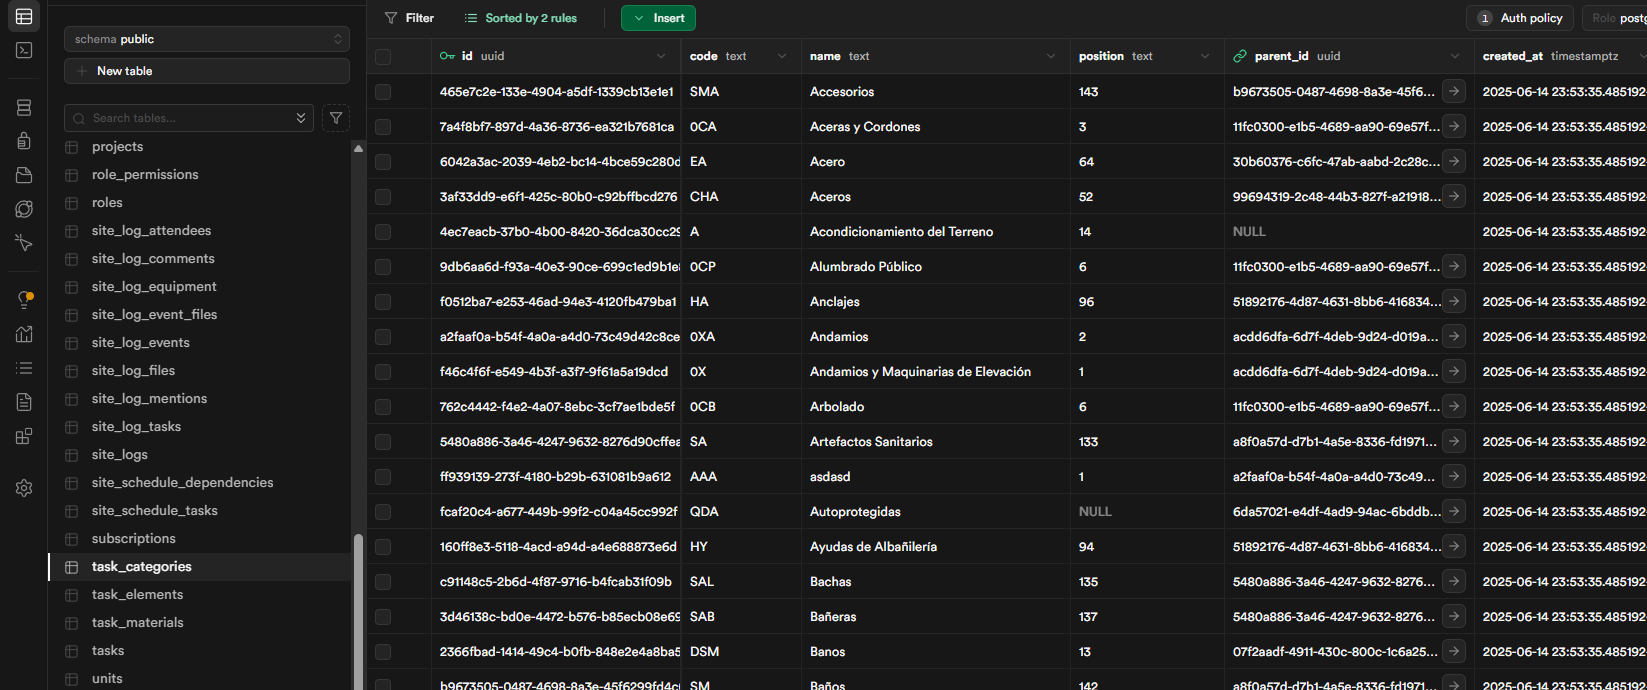 Filter Sorted by 2 rules Insert 1 Auth policy Role postg
schema public
New table
Search tables...
projects
role_permissions
roles
site_log_attendees
site_log_comments
site_log_equipment
site_log_event_files
site_log_events
site_log_files
site_log_mentions
site_log_tasks
site_logs
site_schedule_dependencies
site_schedule_tasks
subscriptions
task_categories
task_elements
task_materials
tasks
units
id uuid code text name text position text parent_id uuid created_at timestamptz
465e7c2e-133e-4904-a5df-1339cb13e1e1 SMA Accesorios 143 b9673505-0487-4698-8a3e-45f6... 2025-06-14 23:53:35.485192
7a4f8bf7-897d-4a36-8736-ea321b7681ca 0CA Aceras y Cordones 3 11fc0300-e1b5-4689-aa90-69e57f... 2025-06-14 23:53:35.485192
6042a3ac-2039-4eb2-bc14-4bce59c280d EA Acero 64 30b60376-c6fc-47ab-aabd-2c28c... 2025-06-14 23:53:35.485192
3af33dd9-e6f1-425c-80b0-c92bffbcd276 CHA Aceros 52 99694319-2c48-44b3-827f-a21918... 2025-06-14 23:53:35.485192
4ec7eacb-37b0-4b00-8420-36dca30cc29 A Acondicionamiento del Terreno 14 NULL 2025-06-14 23:53:35.485192
9db6aa6d-f93a-40e3-90ce-699c1ed9b1e 0CP Alumbrado Público 6 11fc0300-e1b5-4689-aa90-69e57f... 2025-06-14 23:53:35.485192
f0512ba7-e253-46ad-94e3-4120fb479ba1 HA Anclajes 96 51892176-4d87-4631-8bb6-416834... 2025-06-14 23:53:35.485192
a2faaf0a-b54f-4a0a-a4d0-73c49d42c8ce 0XA Andamios 2 acdd6dfa-6d7f-4deb-9d24-d019a... 2025-06-14 23:53:35.485192
f46c4f6f-e549-4b3f-a3f7-9f61a5a19dcd 0X Andamios y Maquinarias de Elevación 1 acdd6dfa-6d7f-4deb-9d24-d019a... 2025-06-14 23:53:35.485192
762c4442-f4e2-4a07-8ebc-3cf7ae1bde5f 0CB Arbolado 6 11fc0300-e1b5-4689-aa90-69e57f... 2025-06-14 23:53:35.485192
5480a886-3a46-4247-9632-8276d90cffea SA Artefactos Sanitarios 133 a8f0a57d-d7b1-4a5e-8336-fd1971... 2025-06-14 23:53:35.485192
ff939139-273f-4180-b29b-631081b9a612 AAA asdasd 1 a2faaf0a-b54f-4a0a-a4d0-73c49... 2025-06-14 23:53:35.485192
fcaf20c4-a677-449b-99f2-c04a45cc992f QDA Autoprotegidas NULL 6da57021-e4df-4ad9-94ac-6bddb... 2025-06-14 23:53:35.485192
160ff8e3-5118-4acd-a94d-a4e688873e6d HY Ayudas de Albañilería 94 51892176-4d87-4631-8bb6-416834... 2025-06-14 23:53:35.485192
c91148c5-2b6d-4f87-9716-b4fcab31f09b SAL Bachas 135 5480a886-3a46-4247-9632-8276... 2025-06-14 23:53:35.485192
3d46138c-bd0e-4472-b576-b85ecb08e69 SAB Bañeras 137 5480a886-3a46-4247-9632-8276... 2025-06-14 23:53:35.485192
2366fbad-1414-49c4-b0fb-848e2e4a8ba5 DSM Banos 13 07f2aadf-4911-430c-800c-1c6a25... 2025-06-14 23:53:35.485192
b9673505-0487-4698-8a3e-45f6299fd4c SM Baños 142 a8f0a57d-d7b1-4a5e-8336-fd1971... 2025-06-14 23:53:35.485192